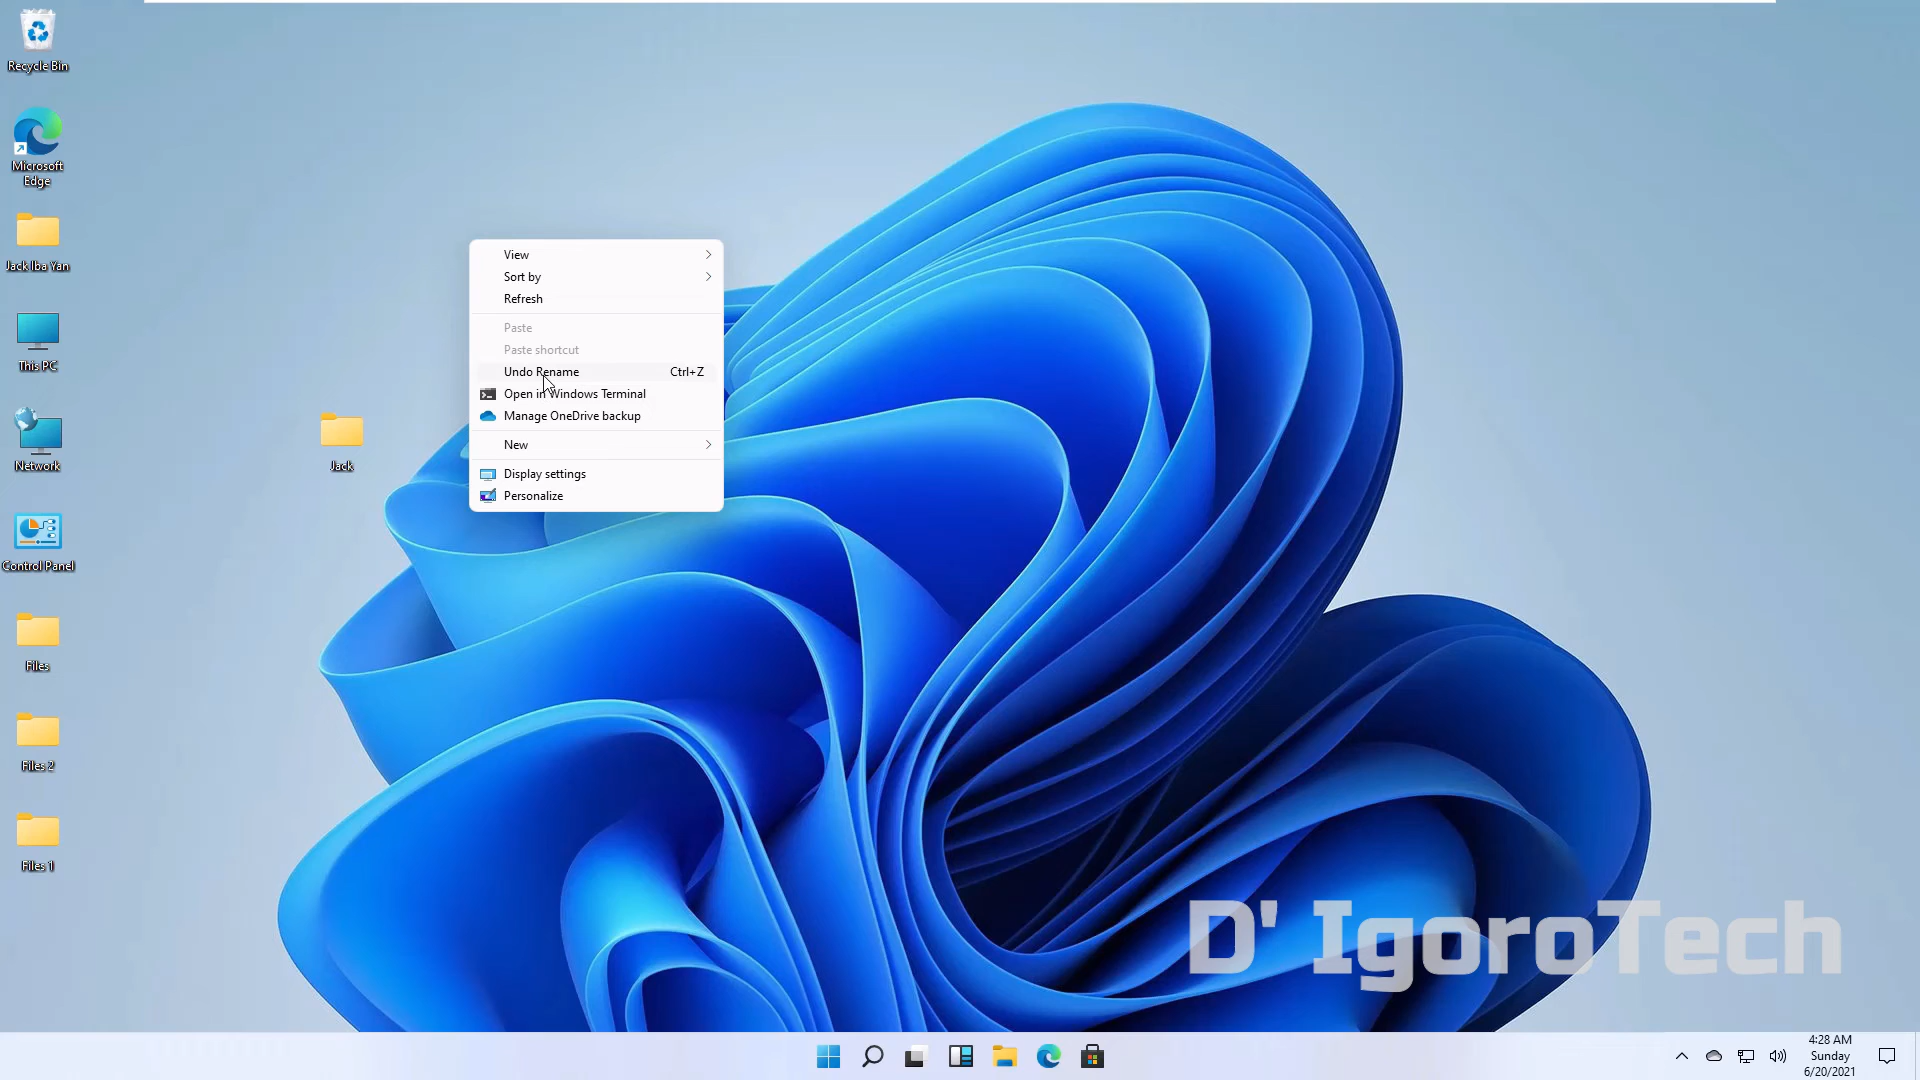 Recycle Bin
Microsoft
Edge
Jack Iba Yan
This PC
Network
Control Panel
Files
Files 2
Files 1
Jack
View
Sort by
Refresh
Paste
Paste shortcut
Undo Rename Ctrl+Z
Open in Windows Terminal
Manage OneDrive backup
New
Display settings
Personalize
D' IgoroTech
4:28 AM
Sunday
6/20/2021